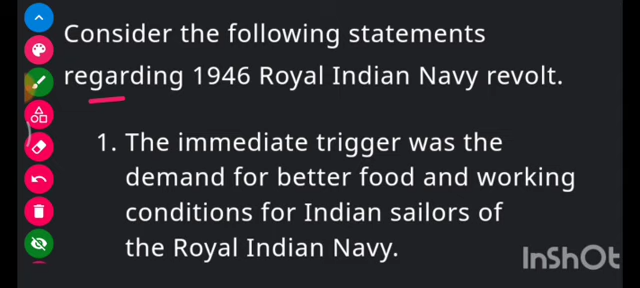 Consider the following statements
regarding 1946 Royal Indian Navy revolt.
1. The immediate trigger was the
demand for better food and working
conditions for Indian sailors of
the Royal Indian Navy.
InShOt